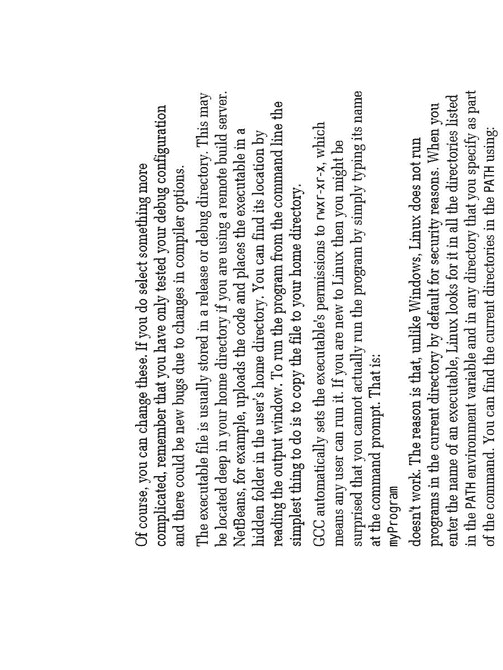 Of course, you can change these. If you do select something more
complicated, remember that you have only tested your debug configuration
and there could be new bugs due to changes in compiler options.
The executable file is usually stored in a release or debug directory. This may
be located deep in your home directory if you are using a remote build server.
NetBeans, for example, uploads the code and places the executable in a
hidden folder in the user's home directory. You can find its location by
reading the output window. To run the program from the command line the
simplest thing to do is to copy the file to your home directory.
GCC automatically sets the executable's permissions to rwxr-xr-x, which
means any user can run it. If you are new to Linux then you might be
surprised that you cannot actually run the program by simply typing its name
at the command prompt. That is:
myProgram
doesn't work. The reason is that, unlike Windows, Linux does not run
programs in the current directory by default for security reasons. When you
enter the name of an executable, Linux looks for it in all the directories listed
in the PATH environment variable and in any directory that you specify as part
of the command. You can find the current directories in the PATH using: